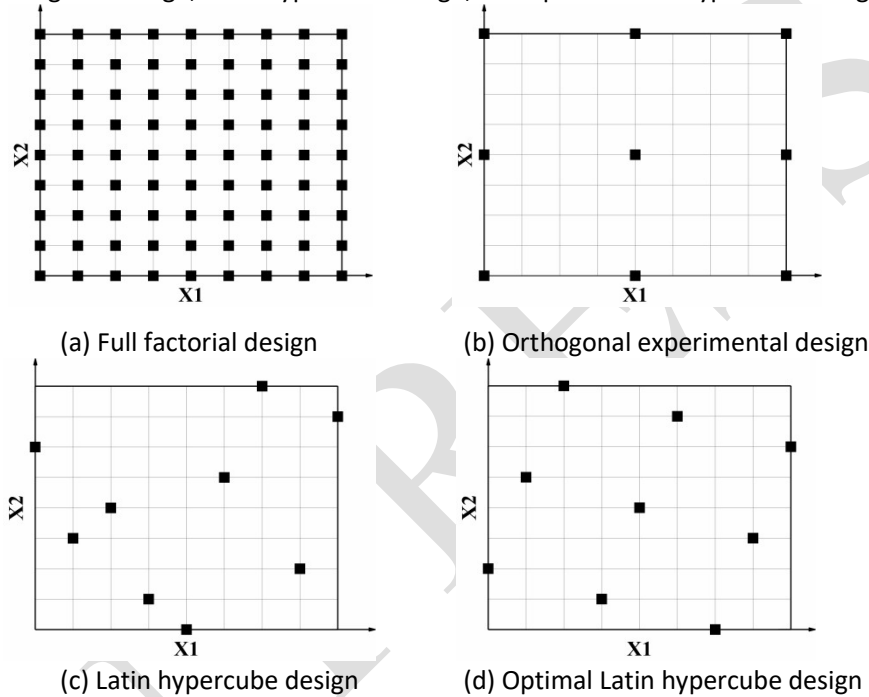 X2
X2
X1
X1
(a) Full factorial design
(b) Orthogonal experimental design
X2
X2
X1
X1
(c) Latin hypercube design
(d) Optimal Latin hypercube design